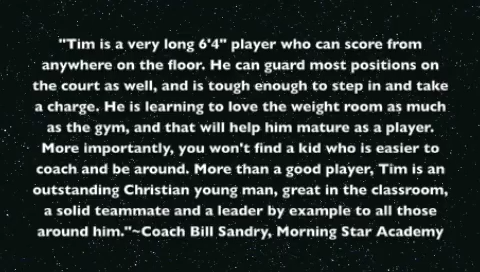 "Tim is a very long 6'4" player who can score from
anywhere on the floor. He can guard most positions on
the court as well, and is tough enough to step in and take
a charge. He is learning to love the weight room as much
as the gym, and that will help him mature as a player.
More importantly, you won't find a kid who is easier to
coach and be around. More than a good player, Tim is an
outstanding Christian young man, great in the classroom,
a solid teammate and a leader by example to all those
around him."~Coach Bill Sandry, Morning Star Academy